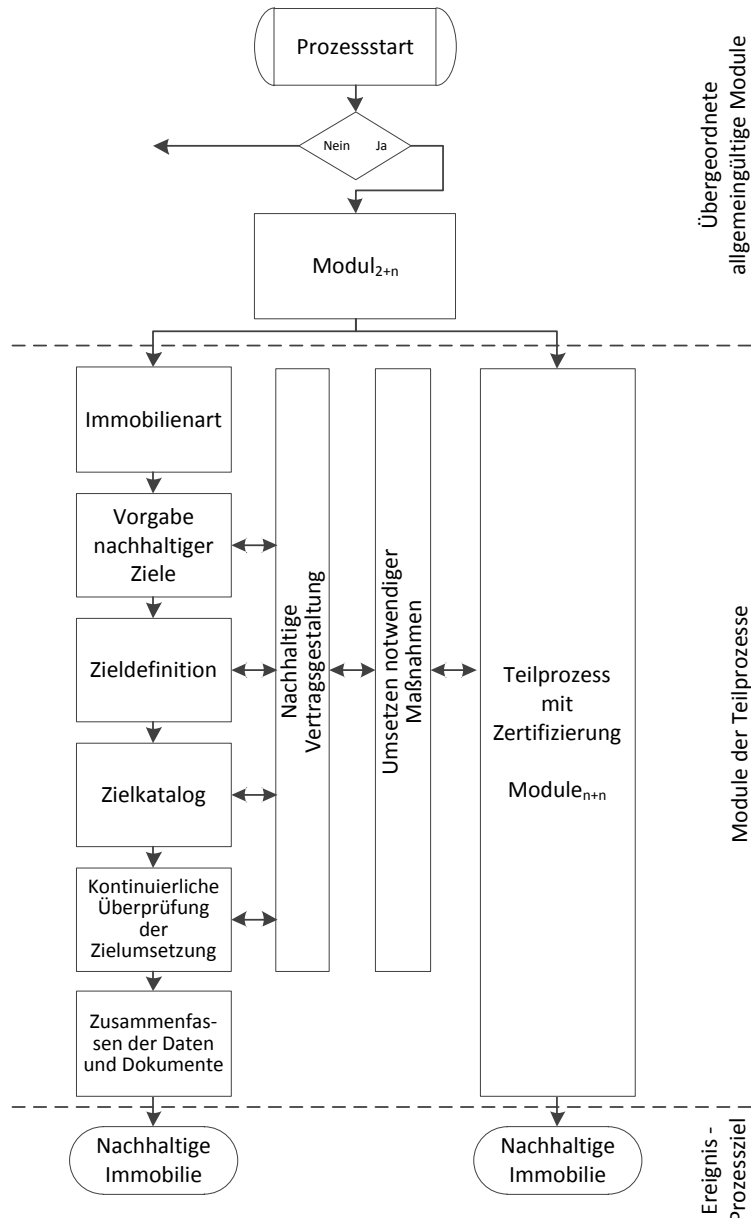 Prozessstart
Nein Ja
Modul2+n
Übergeordnete
allgemeingültige Module
Immobilienart
Vorgabe
nachhaltiger
Ziele
Zieldefinition
Zielkatalog
Kontinuierliche
Überprüfung
der
Zielumsetzung
Zusammenfas-
sen der Daten
und Dokumente
Nachhaltige
Vertragsgestaltung
Umsetzen notwendiger
Maßnahmen
Teilprozess
mit
Zertifizierung
Module n+n
Module der Teilprozesse
Nachhaltige
Immobilie
Nachhaltige
Immobilie
Ereignis -
Prozessziel